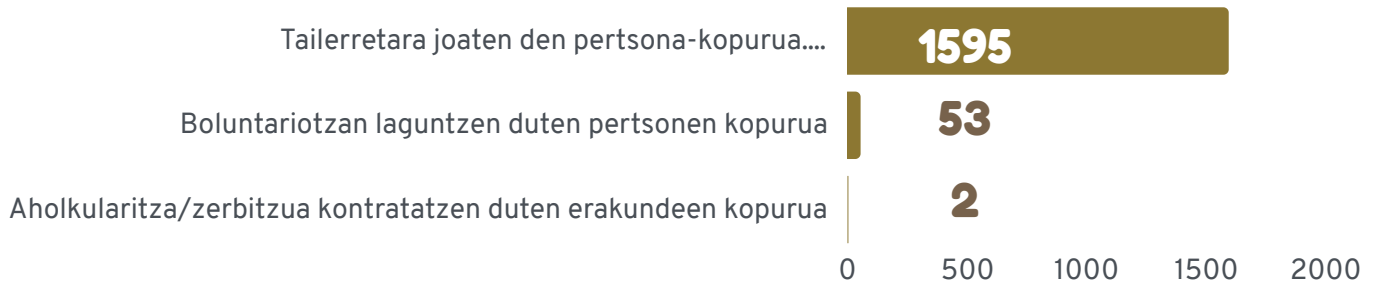 Tailerretara joaten den pertsona-kopurua....
1595
Boluntariotzan laguntzen duten pertsonen kopurua
53
Aholkularitza/zerbitzua kontratatzen duten erakundeen kopurua
2
0 500 1000 1500 2000